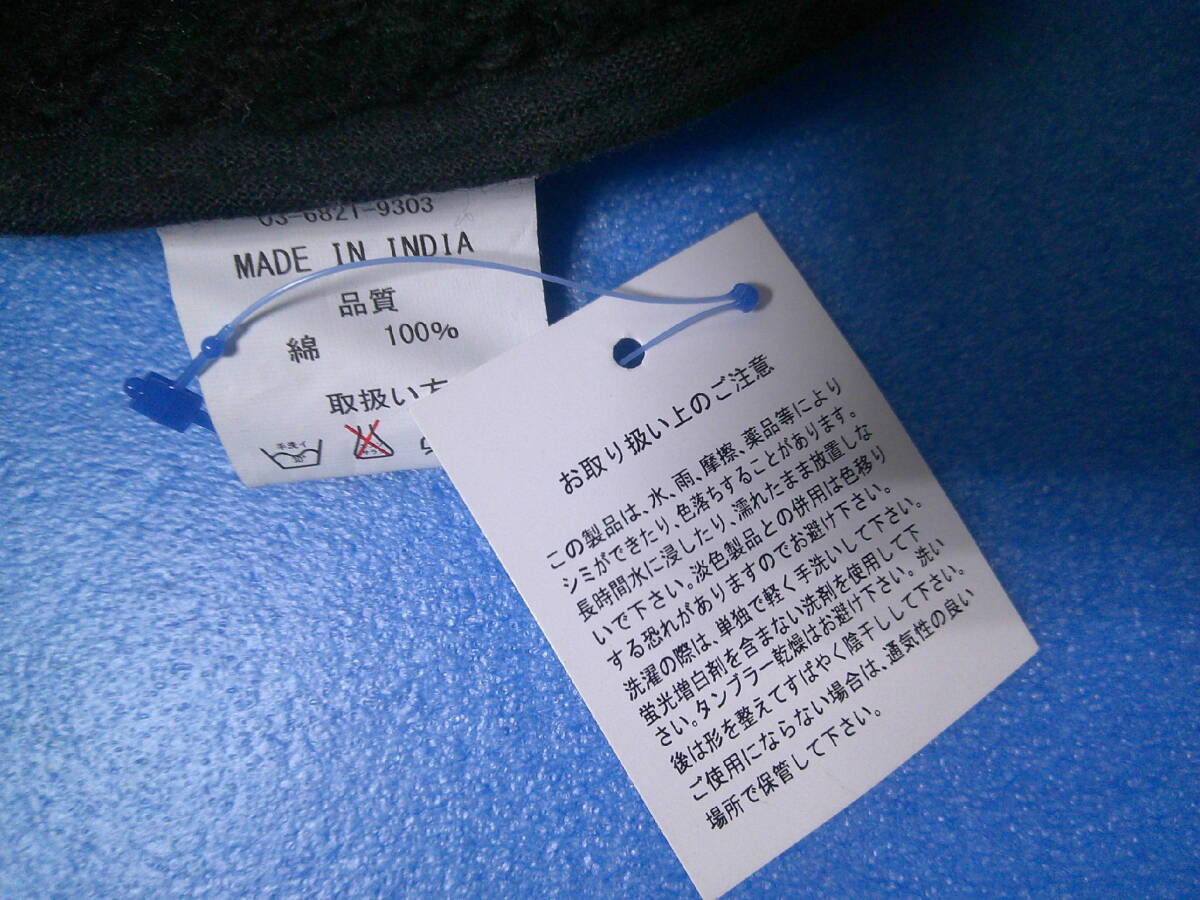 03-6821-9303
MADE IN INDIA
品質
綿 100%
取扱い方
手洗イ
お取り扱い上のご注意
この製品は、水、雨、摩擦、薬品等により
シミができたり、色落ちすることがあります。
長時間水に浸したり、濡れたまま放置しな
いで下さい。淡色製品との併用は色移り
する恐れがありますのでお避け下さい。
洗濯の際は、単独で軽く手洗いして下さい。
蛍光増白剤を含まない洗剤を使用して下
さい。タンブラー乾燥はお避け下さい。洗い
後は形を整えてすばやく陰干しして下さい。
ご使用にならない場合は、通気性の良い
場所で保管して下さい。